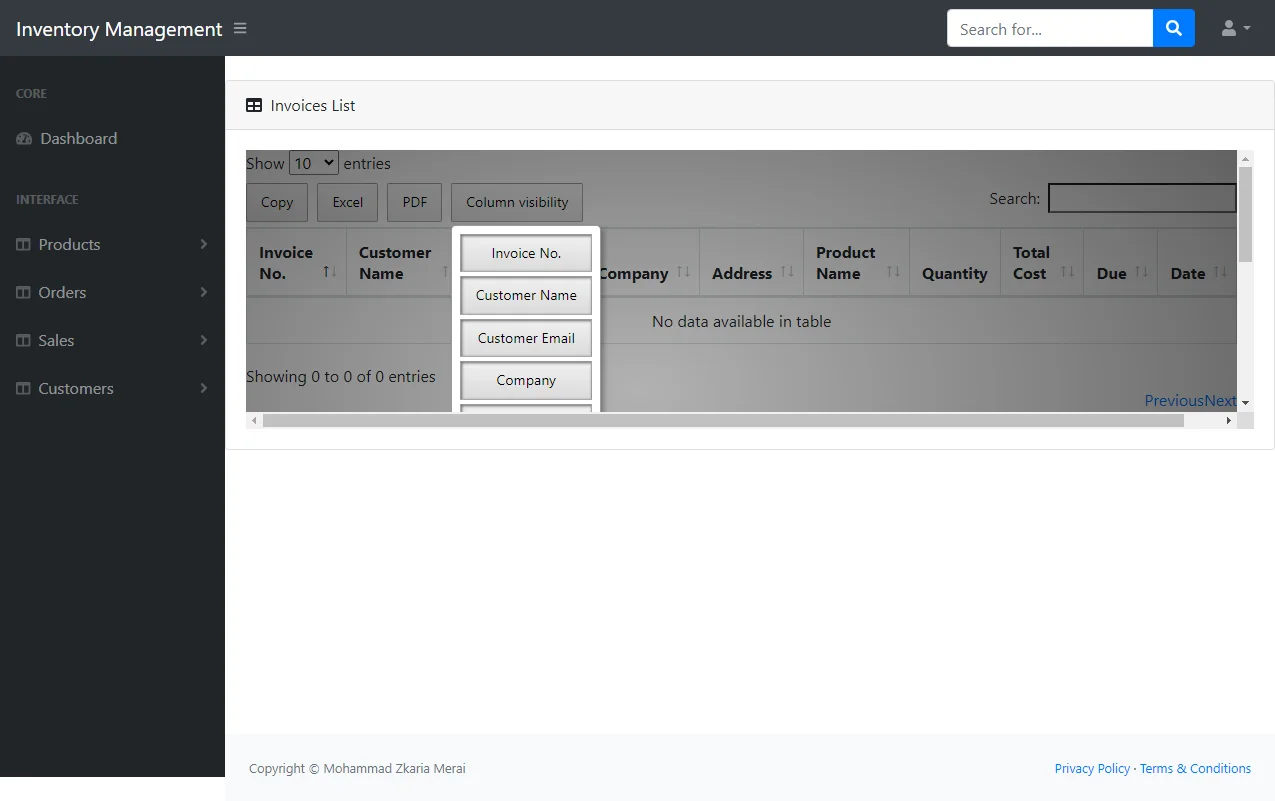 Inventory Management
Search for...
CORE
Dashboard
INTERFACE
Products
Orders
Sales
Customers
Invoices List
Show 10 entries
Copy Excel PDF Column visibility
Search:
Invoice No. Customer Name Company Address Product Name Quantity Total Cost Due Date
Invoice No.
Customer Name
Customer Email
Company
No data available in table
Showing 0 to 0 of 0 entries
PreviousNext
Copyright © Mohammad Zkaria Merai
Privacy Policy · Terms & Conditions